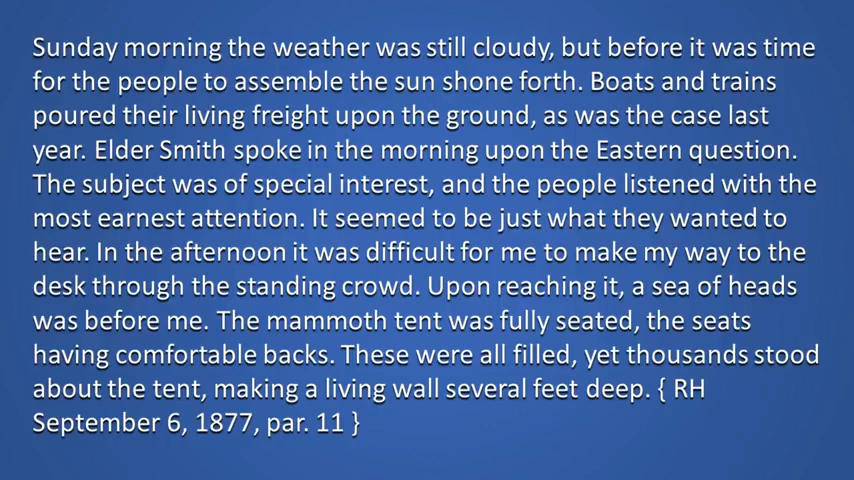 Sunday morning the weather was still cloudy, but before it was time
for the people to assemble the sun shone forth. Boats and trains
poured their living freight upon the ground, as was the case last
year. Elder Smith spoke in the morning upon the Eastern question.
The subject was of special interest, and the people listened with the
most earnest attention. It seemed to be just what they wanted to
hear. In the afternoon it was difficult for me to make my way to the
desk through the standing crowd. Upon reaching it, a sea of heads
was before me. The mammoth tent was fully seated, the seats
having comfortable backs. These were all filled, yet thousands stood
about the tent, making a living wall several feet deep. { RH
September 6, 1877, par. 11 }